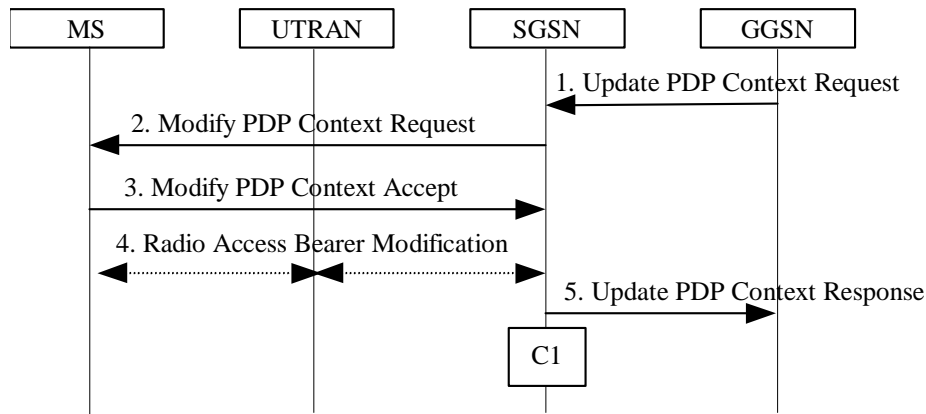 MS UTRAN SGSN GGSN
1. Update PDP Context Request
2. Modify PDP Context Request
3. Modify PDP Context Accept
4. Radio Access Bearer Modification
5. Update PDP Context Response
C1